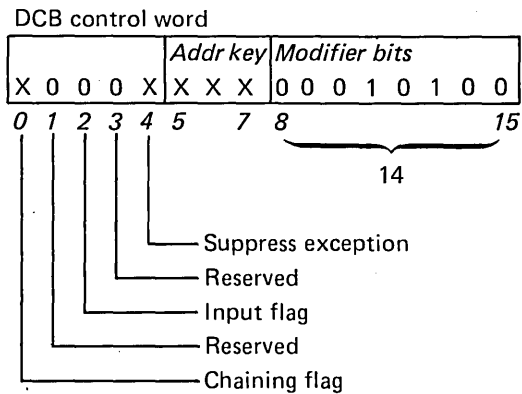 DCB control word
Addr key Modifier bits
X 0 0 0 X X X X 0 0 0 1 0 1 0 0
0 1 2 3 4 5 7 8 15
14
Suppress exception
Reserved
Input flag
Reserved
Chaining flag